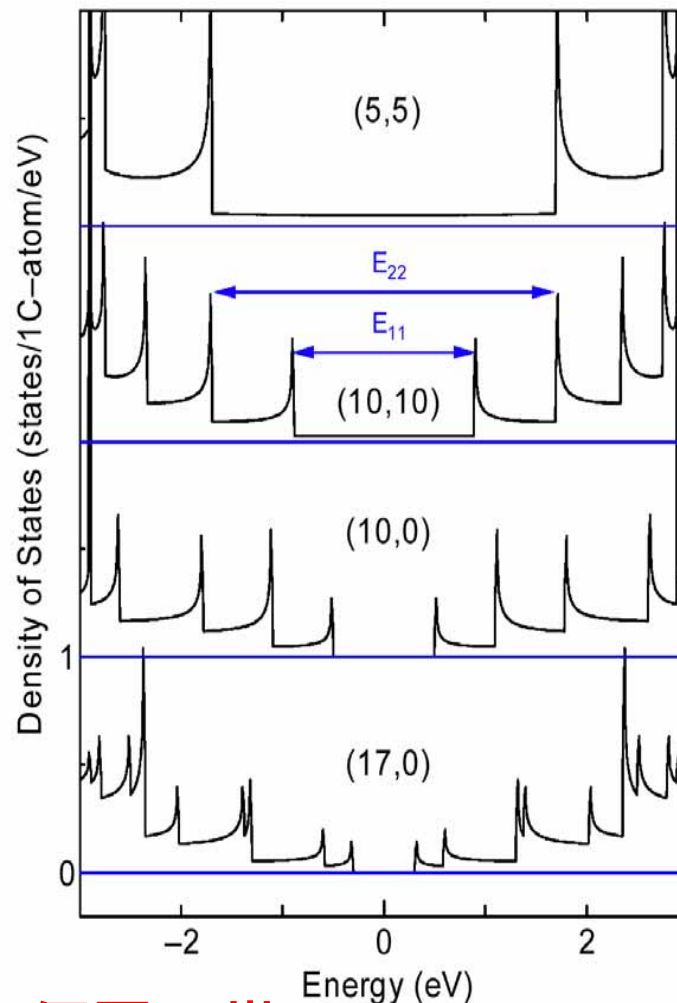 Density of States (states/1C–atom/eV)
(5,5)
E22
E11
(10,10)
(10,0)
1
(17,0)
0
–2
0
2
Energy (eV)